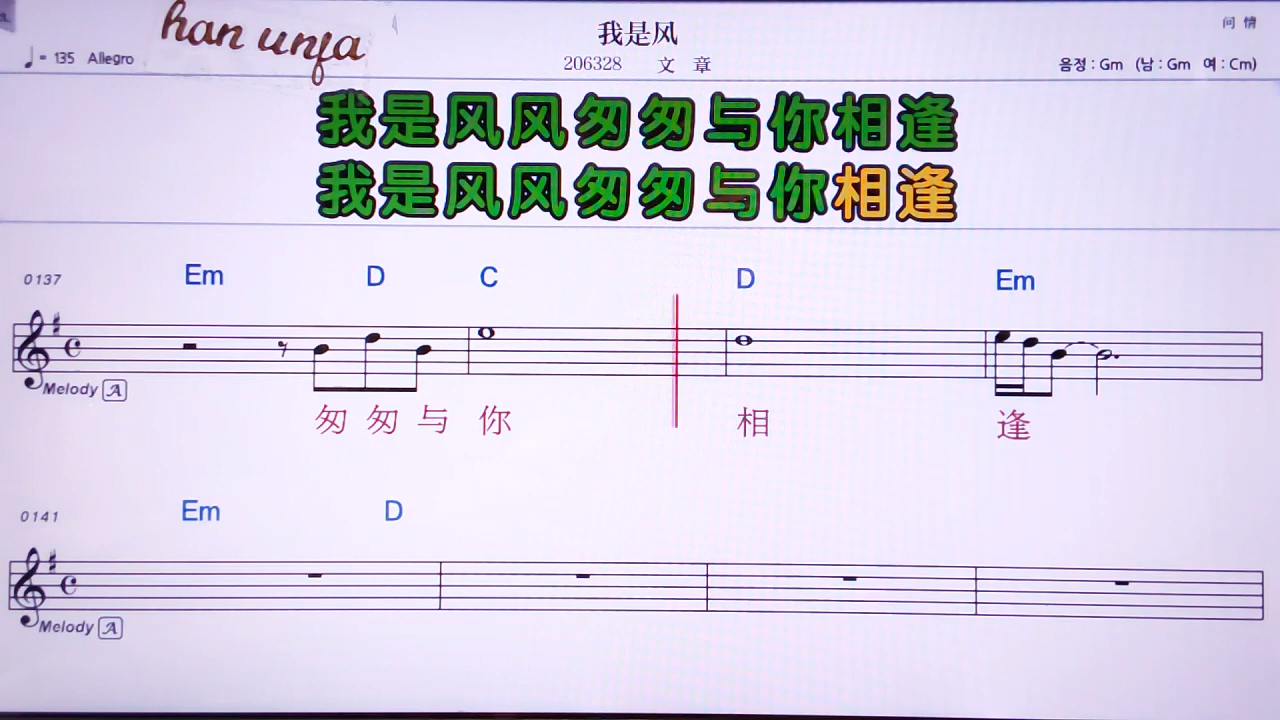 han unja
我是风
问 情
♩= 135 Allegro
206328 文 章
음정 : Gm (남 : Gm 여 : Cm)
我是风风匆匆与你相逢
我是风风匆匆与你相逢
0137 Em D C D Em
Melody A
匆 匆 与 你 相 逢
0141 Em D
Melody A